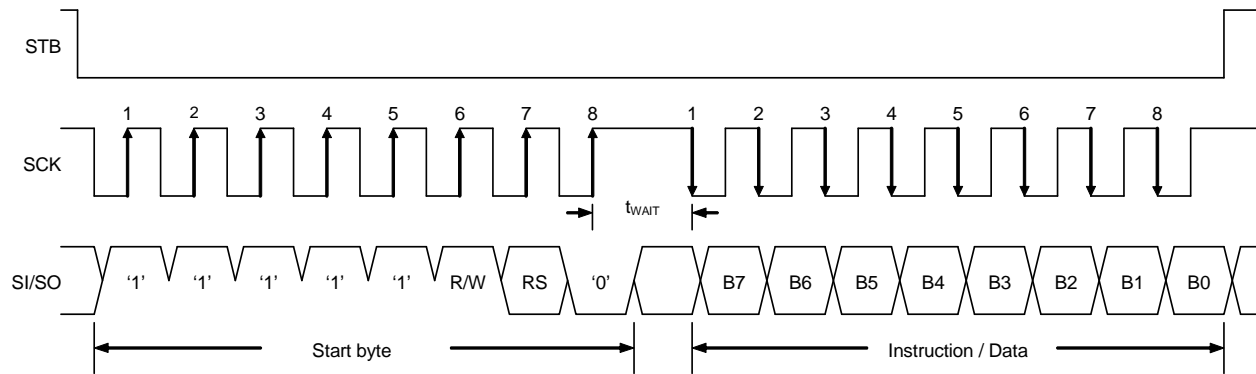 STB
1 2 3 4 5 6 7 8 1 2 3 4 5 6 7 8
SCK
tWAIT
SI/SO ‘1’ ‘1’ ‘1’ ‘1’ ‘1’ R/W RS ‘0’ B7 B6 B5 B4 B3 B2 B1 B0
Start byte Instruction / Data